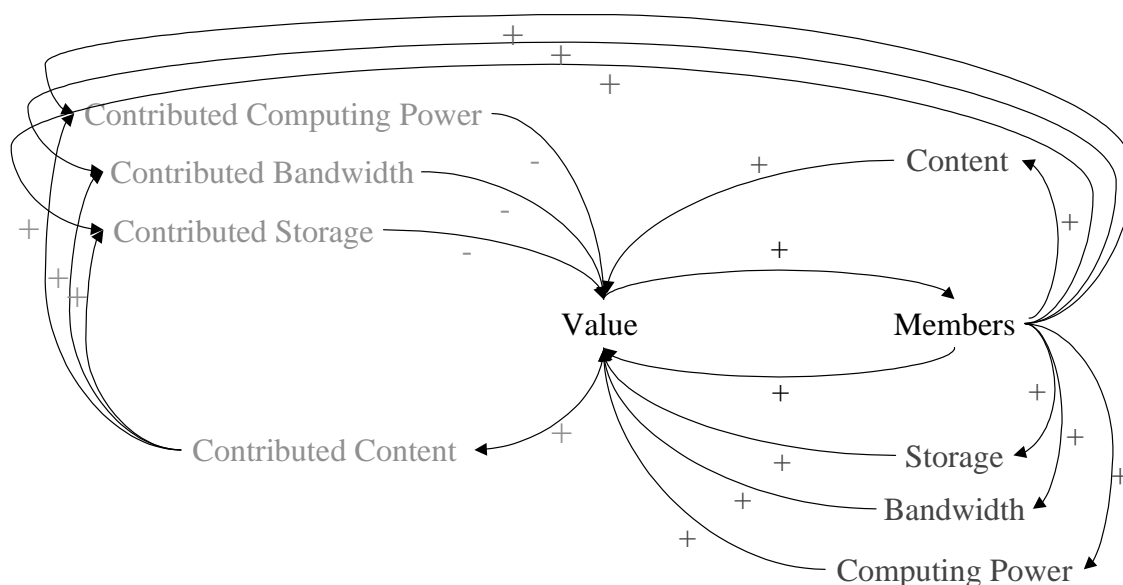 +
+
+
Contributed Computing Power
-
+
Content
Contributed Bandwidth
-
+
Contributed Storage
-
+
+
+
+
Value
Members
+
+
+
Contributed Content
+
+
Storage
+
+
Bandwidth
+
+
Computing Power